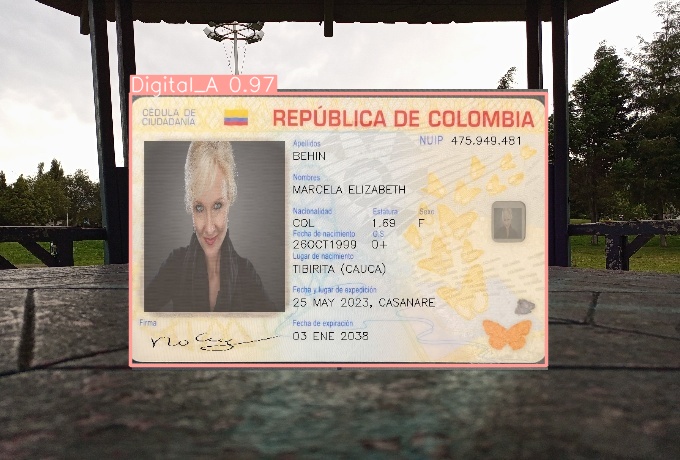 Digital_A 0.97
CÉDULA DE
CIUDADANÍA
REPÚBLICA DE COLOMBIA
NUIP 475.949.481
Apellidos
BEHIN
Nombres
MARCELA ELIZABETH
Nacionalidad Estatura Sexo
COL 1.69 F
Fecha de nacimiento G.S.
26OCT1999 O+
Lugar de nacimiento
TIBIRITA (CAUCA)
Fecha y lugar de expedición
25 MAY 2023, CASANARE
Firma
Fecha de expiración
03 ENE 2038